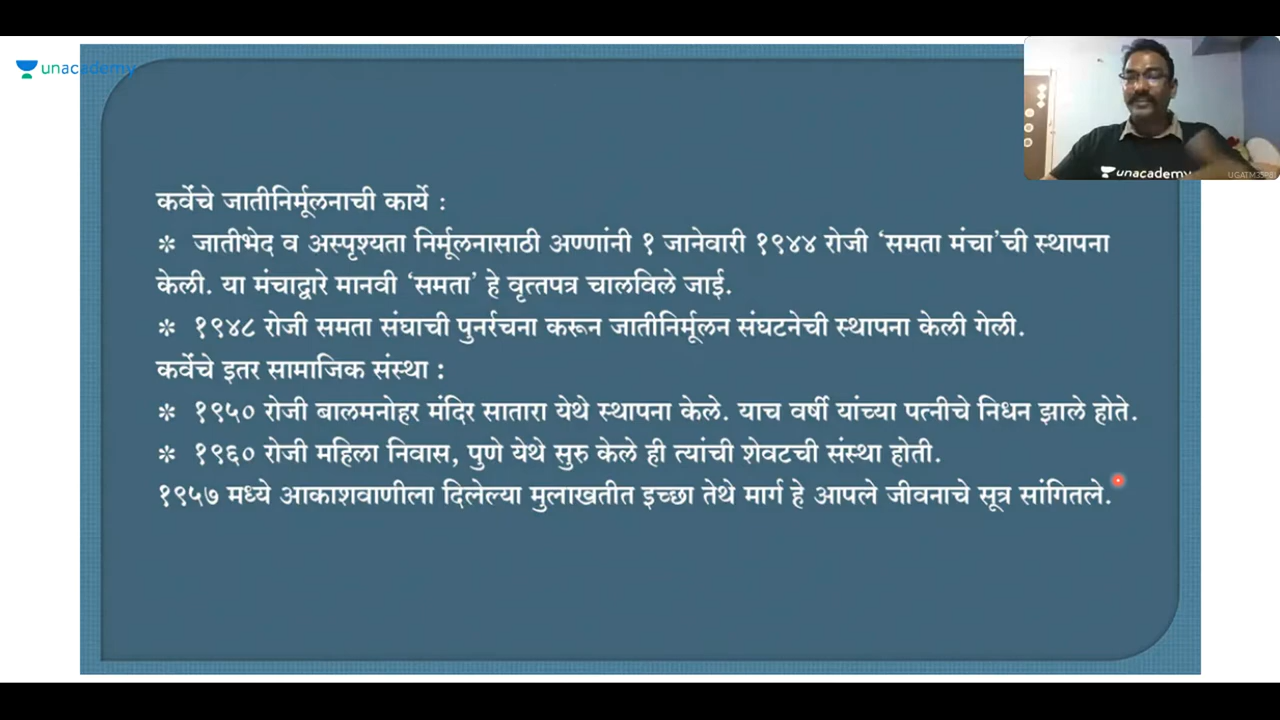 unacademy
unacademy
UGATM35P8I
कर्वेंचे जातीनिर्मूलनाची कार्ये :
✻ जातीभेद व अस्पृश्यता निर्मूलनासाठी अण्णांनी १ जानेवारी १९४४ रोजी ‘समता मंचा’ची स्थापना
केली. या मंचाद्वारे मानवी ‘समता’ हे वृत्तपत्र चालविले जाई.
✻ १९४८ रोजी समता संघाची पुनर्रचना करून जातीनिर्मूलन संघटनेची स्थापना केली गेली.
कर्वेंचे इतर सामाजिक संस्था :
✻ १९५० रोजी बालमनोहर मंदिर सातारा येथे स्थापना केले. याच वर्षी यांच्या पत्नीचे निधन झाले होते.
✻ १९६० रोजी महिला निवास, पुणे येथे सुरु केले ही त्यांची शेवटची संस्था होती.
१९५७ मध्ये आकाशवाणीला दिलेल्या मुलाखतीत इच्छा तेथे मार्ग हे आपले जीवनाचे सूत्र सांगितले.